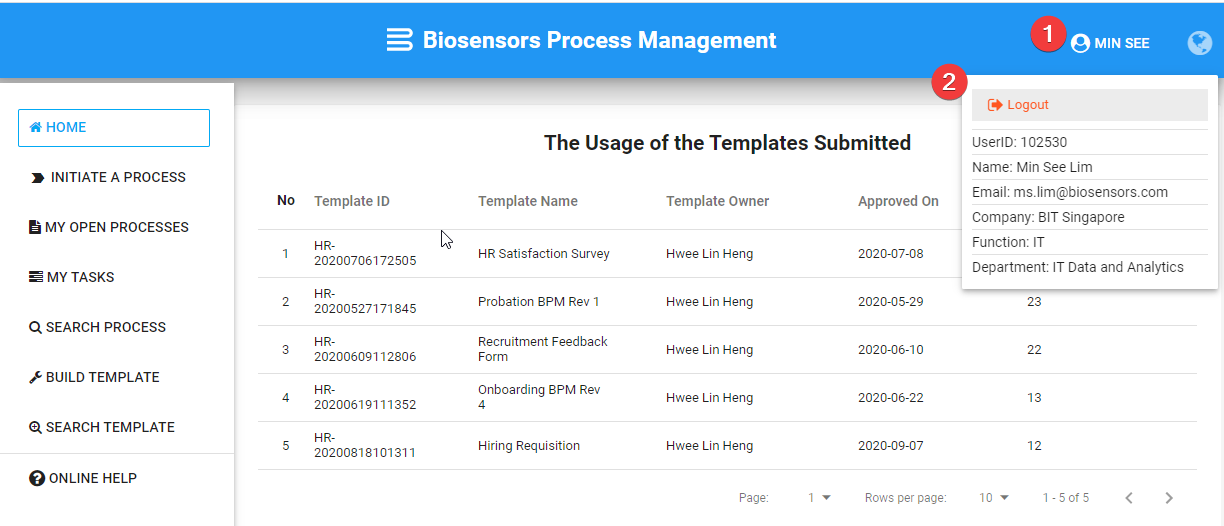 Biosensors Process Management
1
MIN SEE
2
Logout
UserID: 102530
Name: Min See Lim
Email: ms.lim@biosensors.com
Company: BIT Singapore
Function: IT
Department: IT Data and Analytics
HOME
INITIATE A PROCESS
MY OPEN PROCESSES
MY TASKS
SEARCH PROCESS
BUILD TEMPLATE
SEARCH TEMPLATE
ONLINE HELP
The Usage of the Templates Submitted
No Template ID Template Name Template Owner Approved On
1 HR-
20200706172505 HR Satisfaction Survey Hwee Lin Heng 2020-07-08
2 HR-
20200527171845 Probation BPM Rev 1 Hwee Lin Heng 2020-05-29 23
3 HR-
20200609112806 Recruitment Feedback
Form Hwee Lin Heng 2020-06-10 22
4 HR-
20200619111352 Onboarding BPM Rev
4 Hwee Lin Heng 2020-06-22 13
5 HR-
20200818101311 Hiring Requisition Hwee Lin Heng 2020-09-07 12
Page: 1 Rows per page: 10 1 - 5 of 5